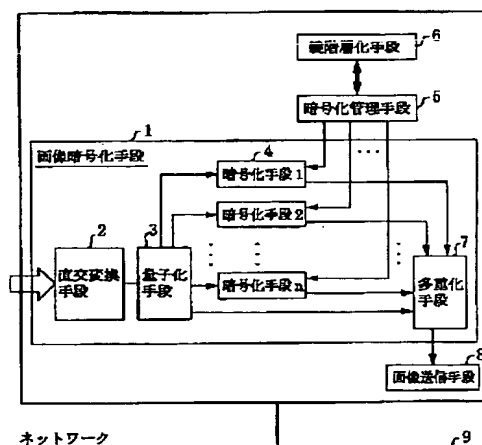 6
鍵階層化手段
5
暗号化管理手段
1
画像暗号化手段
4
暗号化手段1
…
2
3
暗号化手段2
7
直交変換
手段
量子化
手段
暗号化手段n
多重化
手段
8
画像送信手段
ネットワーク
9